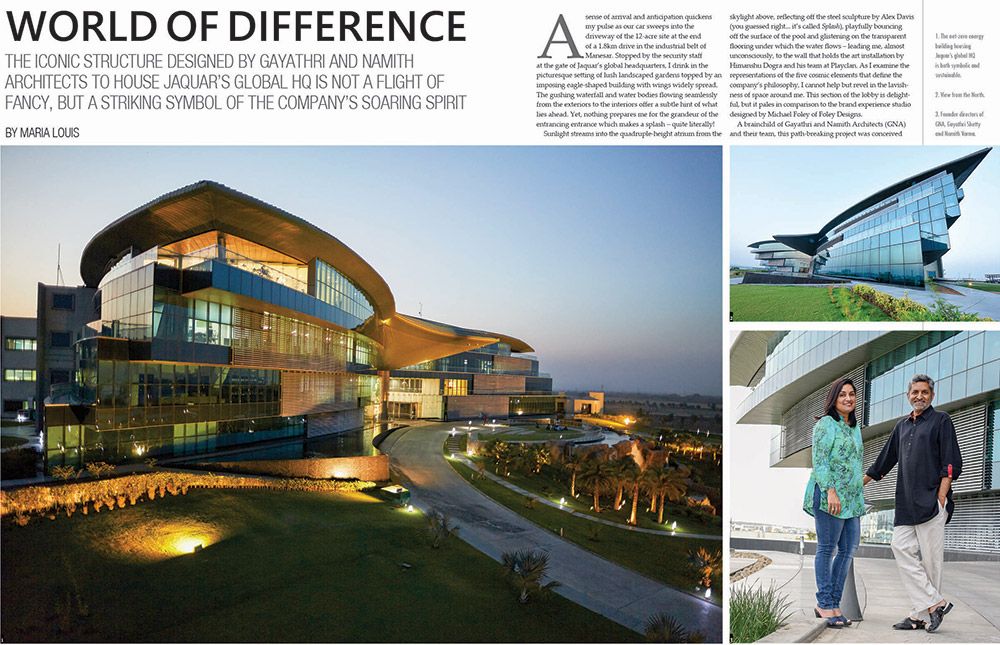 WORLD OF DIFFERENCE
THE ICONIC STRUCTURE DESIGNED BY GAYATHRI AND NAMITH
ARCHITECTS TO HOUSE JAQUAR'S GLOBAL HQ IS NOT A FLIGHT OF
FANCY, BUT A STRIKING SYMBOL OF THE COMPANY'S SOARING SPIRIT
BY MARIA LOUIS
A sense of arrival and anticipation quickens
my pulse as our car sweeps into the
driveway of the 12-acre site at the end
of a 1.8km drive in the industrial belt of
Manesar. Stopped by the security staff
at the gate of Jaquar's global headquarters, I drink in the
picturesque setting of lush landscaped gardens topped by an
imposing eagle-shaped building with wings widely spread.
The gushing waterfall and water bodies flowing seamlessly
from the exteriors to the interiors offer a subtle hint of what
lies ahead. Yet, nothing prepares me for the grandeur of the
entrancing entrance which makes a splash – quite literally!
Sunlight streams into the quadruple-height atrium from the
skylight above, reflecting off the steel sculpture by Alex Davis
(you guessed right... it's called Splash), playfully bouncing
off the surface of the pool and glistening on the transparent
flooring under which the water flows – leading me, almost
unconsciously, to the wall that holds the art installation by
Himanshu Dogra and his team at Playclan. As I examine the
representations of the five cosmic elements that define the
company's philosophy, I cannot help but revel in the lavish-
ness of space around me. This section of the lobby is delight-
ful, but it pales in comparison to the brand experience studio
designed by Michael Foley of Foley Designs.
A brainchild of Gayathri and Namith Architects (GNA)
and their team, this path-breaking project was conceived
1. The net-zero energy
building housing
Jaquar's global HQ
is both symbolic and
sustainable.
2. View from the North.
3. Founder directors of
GNA, Gayathri Shetty
and Namith Varma.